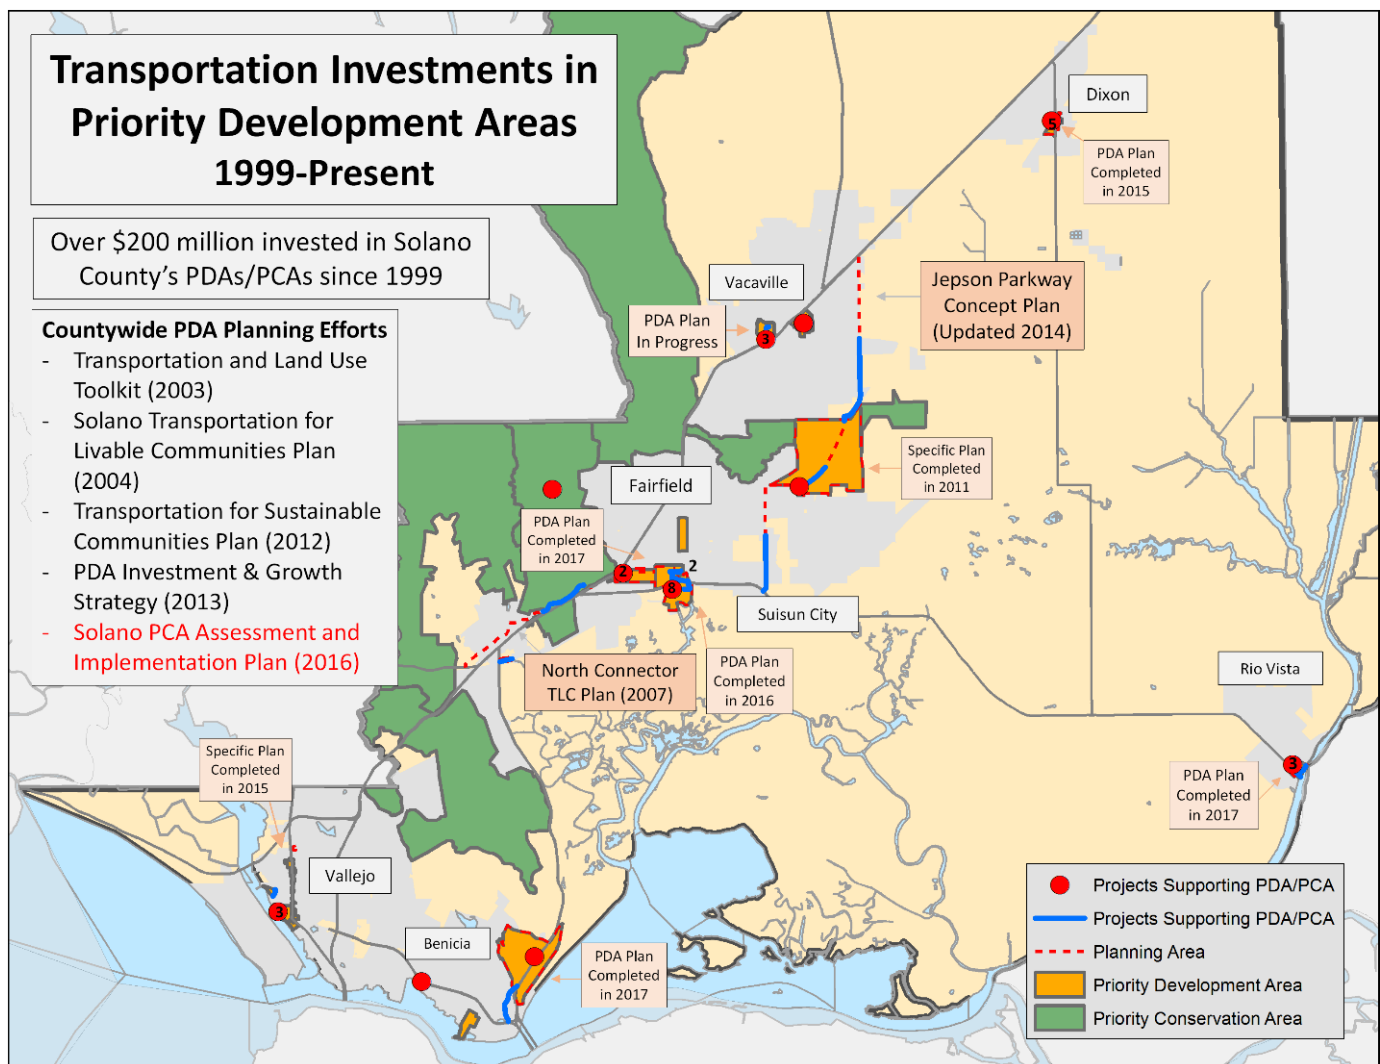 Transportation Investments in
Priority Development Areas
1999-Present
Over $200 million invested in Solano
County's PDAs/PCAs since 1999
Countywide PDA Planning Efforts
- Transportation and Land Use
Toolkit (2003)
- Solano Transportation for
Livable Communities Plan
(2004)
- Transportation for Sustainable
Communities Plan (2012)
- PDA Investment & Growth
Strategy (2013)
- Solano PCA Assessment and
Implementation Plan (2016)
Dixon
5
PDA Plan
Completed
in 2015
Vacaville
PDA Plan
In Progress
3
Jepson Parkway
Concept Plan
(Updated 2014)
Specific Plan
Completed
in 2011
Fairfield
PDA Plan
Completed
in 2017
2
2
8
Suisun City
North Connector
TLC Plan (2007)
PDA Plan
Completed
in 2016
Rio Vista
3
PDA Plan
Completed
in 2017
Specific Plan
Completed
in 2015
Vallejo
3
Benicia
PDA Plan
Completed
in 2017
Projects Supporting PDA/PCA
Projects Supporting PDA/PCA
Planning Area
Priority Development Area
Priority Conservation Area